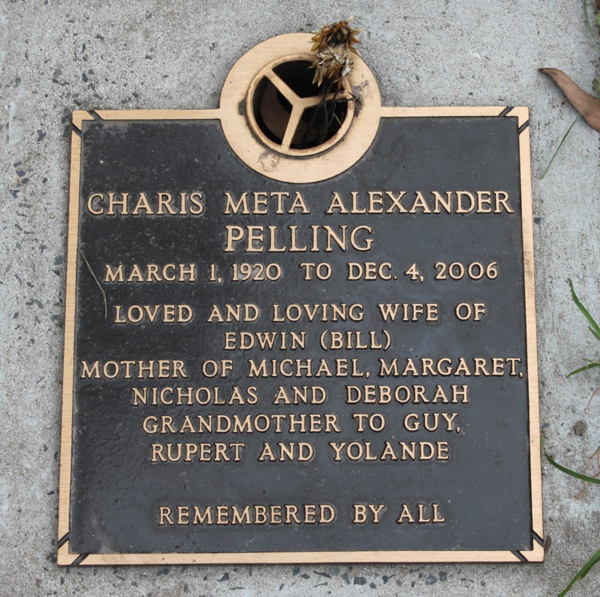 CHARIS META ALEXANDER
PELLING
MARCH 1, 1920 TO DEC. 4, 2006
LOVED AND LOVING WIFE OF
EDWIN (BILL)
MOTHER OF MICHAEL, MARGARET,
NICHOLAS AND DEBORAH
GRANDMOTHER TO GUY,
RUPERT AND YOLANDE
REMEMBERED BY ALL